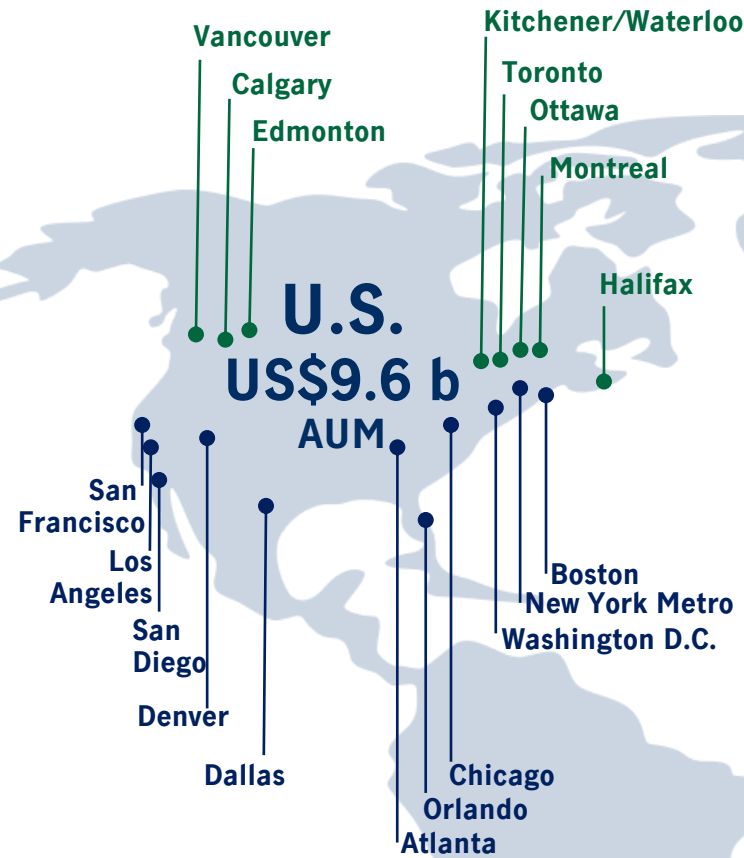 Kitchener/Waterloo
Vancouver
Toronto
Calgary
Ottawa
Edmonton
Montreal
Halifax
U.S.
US$9.6 b
AUM
San
Francisco
Los
Angeles
San
Diego
Denver
Dallas
Boston
New York Metro
Washington D.C.
Chicago
Orlando
Atlanta